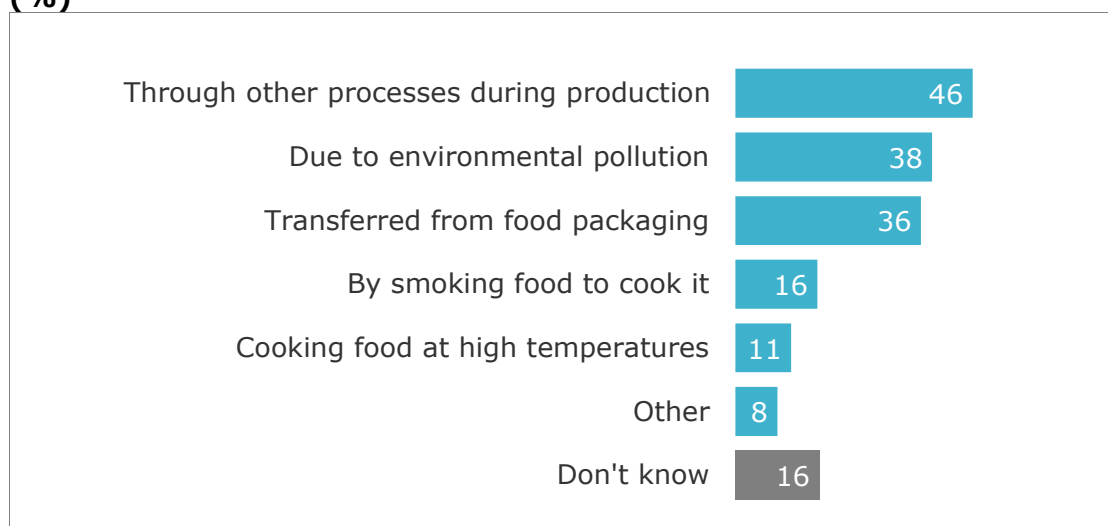 (%)
Through other processes during production 46
Due to environmental pollution 38
Transferred from food packaging 36
By smoking food to cook it 16
Cooking food at high temperatures 11
Other 8
Don't know 16